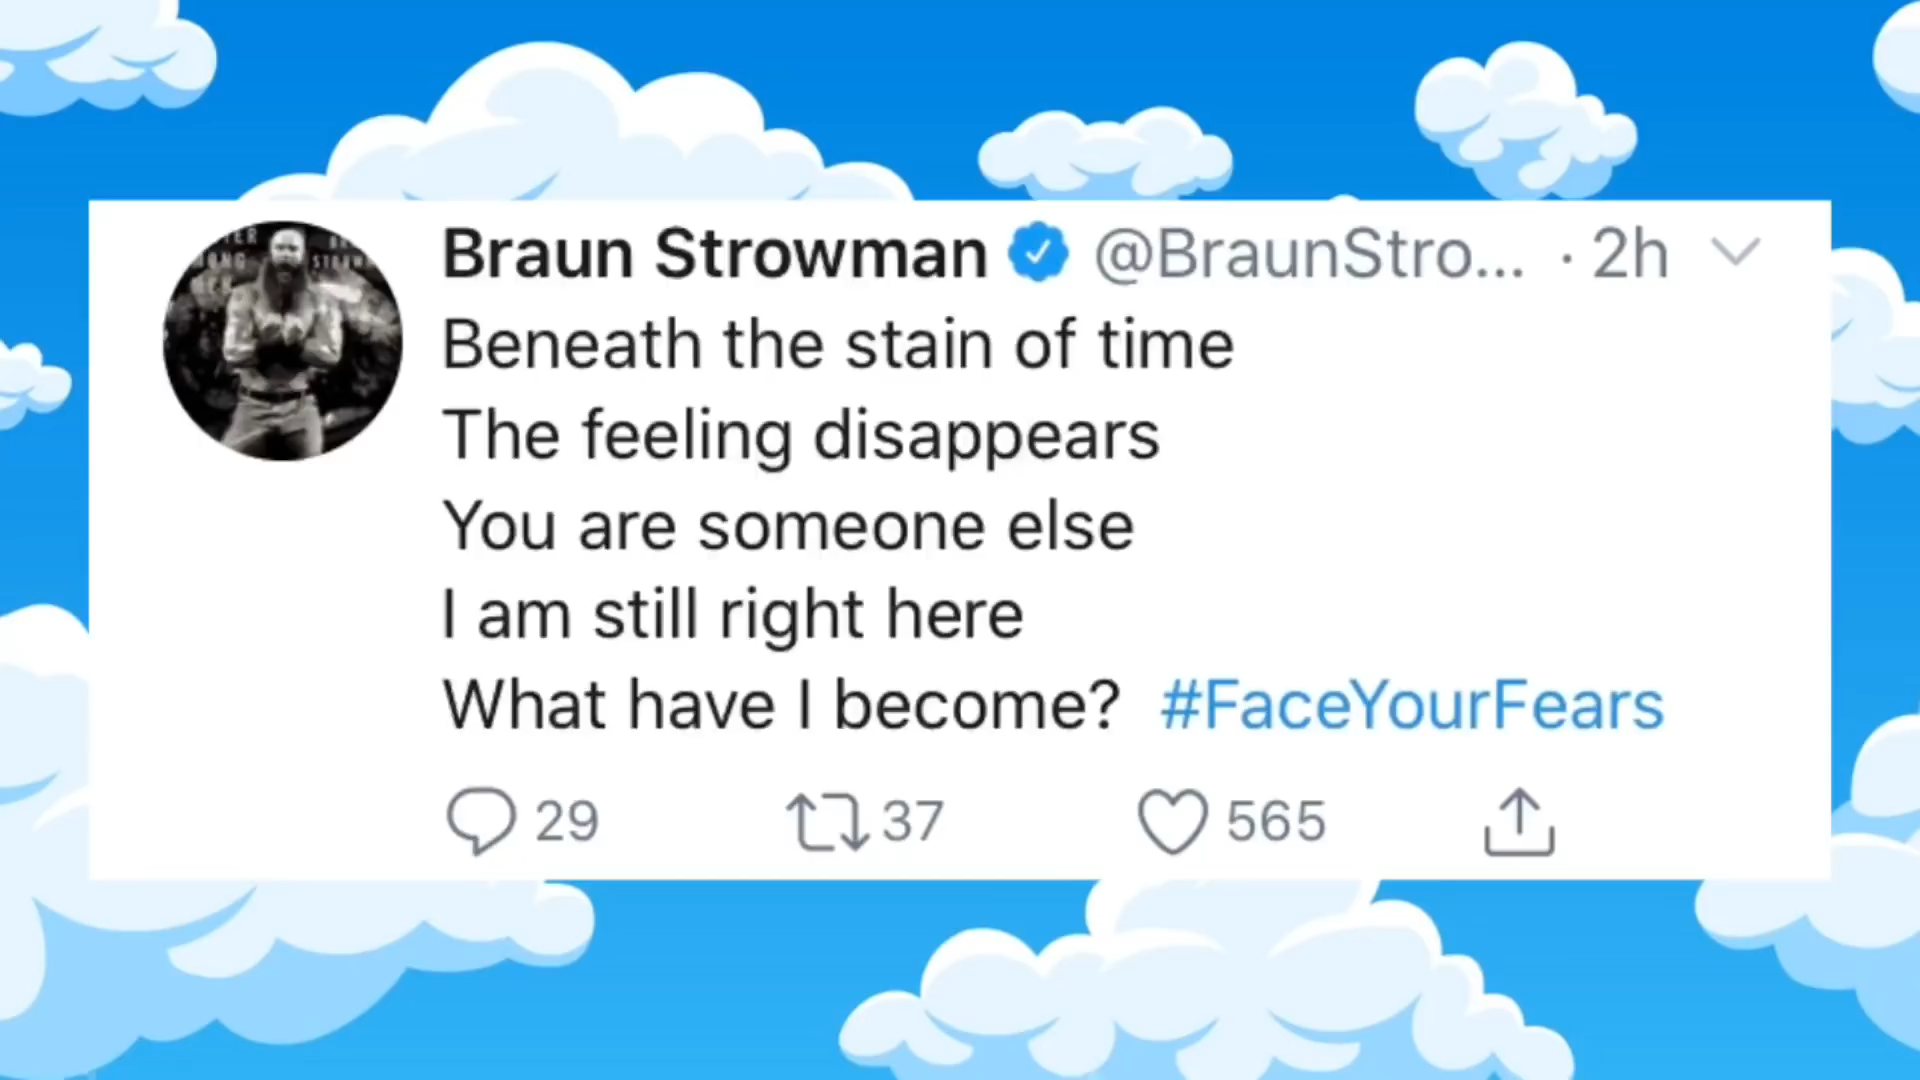 Braun Strowman @BraunStro... · 2h
Beneath the stain of time
The feeling disappears
You are someone else
I am still right here
What have I become? #FaceYourFears
29 37 565